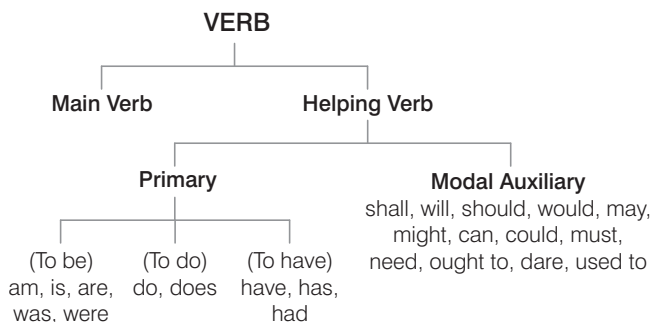 VERB
Main Verb
Helping Verb
Primary
Modal Auxiliary
shall, will, should, would, may,
might, can, could, must,
need, ought to, dare, used to
(To be)
am, is, are,
was, were
(To do)
do, does
(To have)
have, has,
had